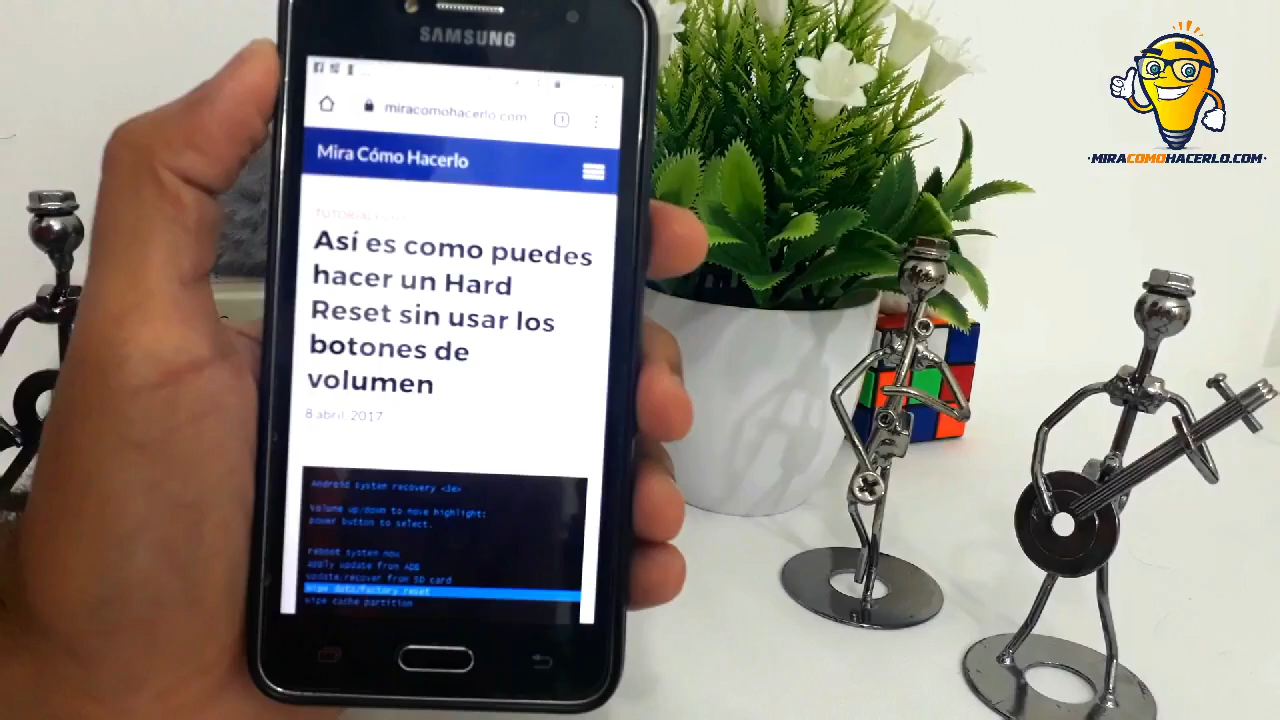 SAMSUNG
miracomohacerlo.com
Mira Cómo Hacerlo
Así es como puedes
hacer un Hard
Reset sin usar los
botones de
volumen
8 abril, 2017
Android system recovery <3e>
Volume up/down to move highlight;
power button to select.
reboot system now
apply update from ADB
update/recover from SD card
wipe data/factory reset
wipe cache partition
·MIRACOMOHACERLO.COM·